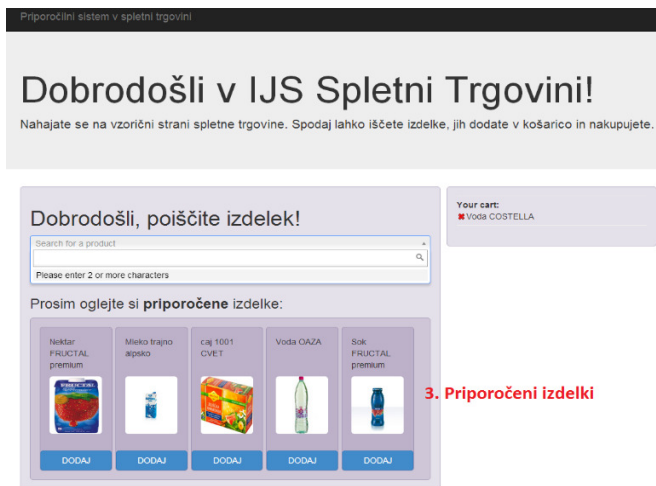 Priporočilni sistem v spletni trgovini
Dobrodošli v IJS Spletni Trgovini!
Nahajate se na vzorični strani spletne trgovine. Spodaj lahko iščete izdelke, jih dodate v košarico in nakupujete.
Dobrodošli, poiščite izdelek!
Search for a product
Please enter 2 or more characters
Prosim oglejte si priporočene izdelke:
Nektar
FRUCTAL
premium
Mleko trajno
alpsko
caj 1001
CVET
Voda OAZA
Sok
FRUCTAL
premium
DODAJ
DODAJ
DODAJ
DODAJ
DODAJ
Your cart:
Voda COSTELLA
3. Priporočeni izdelki